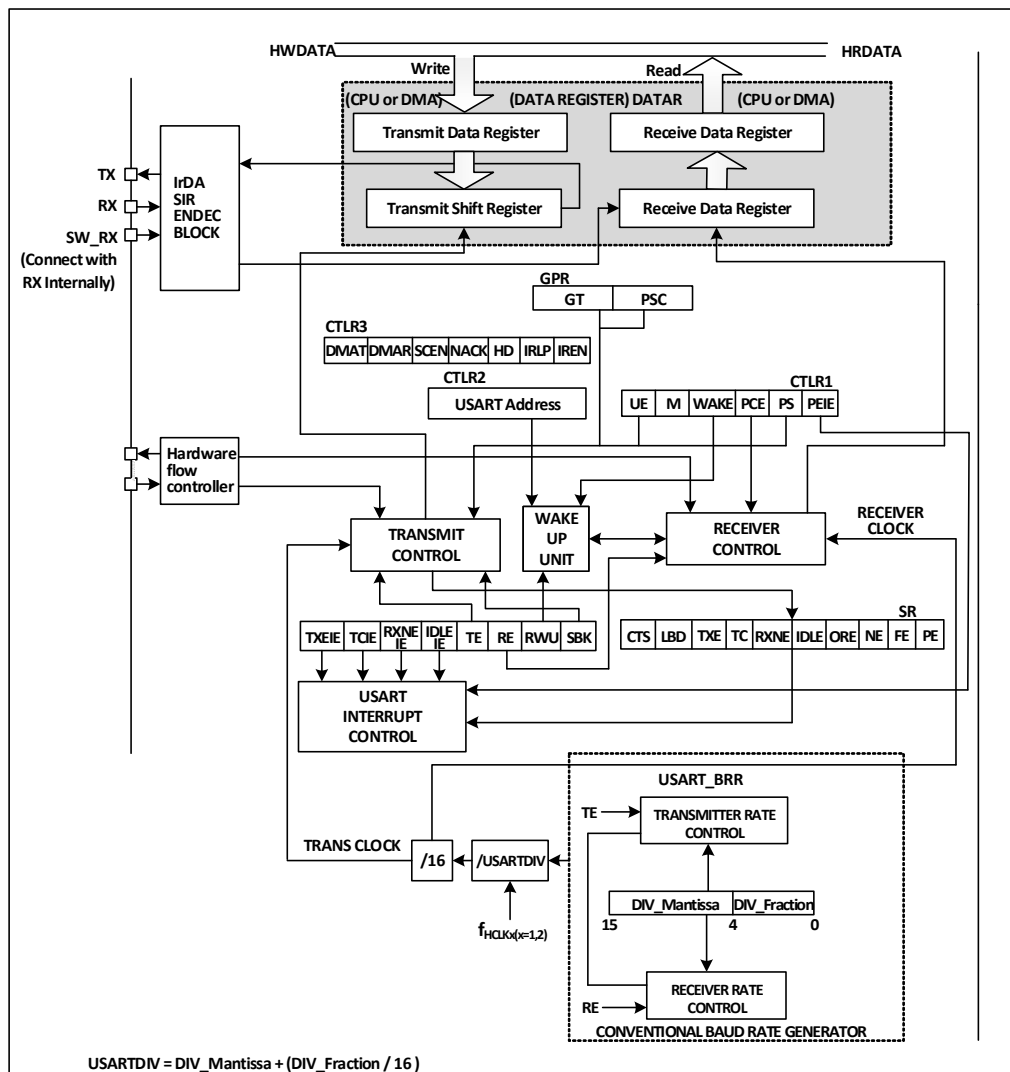 HWDATA
HRDATA
Write
Read
(CPU or DMA)
(DATA REGISTER) DATAR
(CPU or DMA)
Transmit Data Register
Receive Data Register
TX
RX
SW_RX
(Connect with
RX Internally)
IrDA
SIR
ENDEC
BLOCK
Transmit Shift Register
Receive Data Register
GPR
GT
PSC
CTLR3
DMAT DMAR SCEN NACK HD IRLP IREN
CTLR2
USART Address
CTLR1
UE M WAKE PCE PS PEIE
Hardware
flow
controller
TRANSMIT
CONTROL
WAKE
UP
UNIT
RECEIVER
CONTROL
RECEIVER
CLOCK
TXEIE TCIE RXNE IE IDLE IE TE RE RWU SBK
SR
CTS LBD TXE TC RXNE IDLE ORE NE FE PE
USART
INTERRUPT
CONTROL
USART_BRR
TE
TRANSMITTER RATE
CONTROL
TRANS CLOCK
/16
/USARTDIV
fHCLKx(x=1,2)
DIV_Mantissa
DIV_Fraction
15
4
0
RE
RECEIVER RATE
CONTROL
CONVENTIONAL BAUD RATE GENERATOR
USARTDIV = DIV_Mantissa + (DIV_Fraction / 16 )